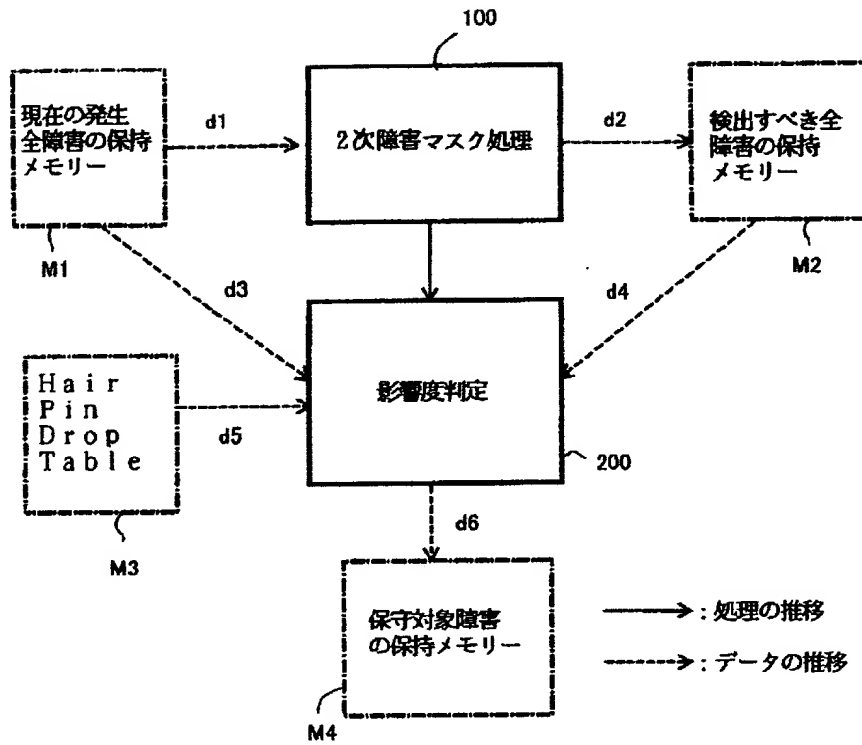 100
現在の発生
全障害の保持
メモリー
M1
d1
2次障害マスク処理
d2
検出すべき全
障害の保持
メモリー
M2
d3
d4
Hair
Pin
Drop
Table
M3
d5
影響度判定
200
d6
保守対象障害
の保持メモリー
M4
:処理の推移
:データの推移